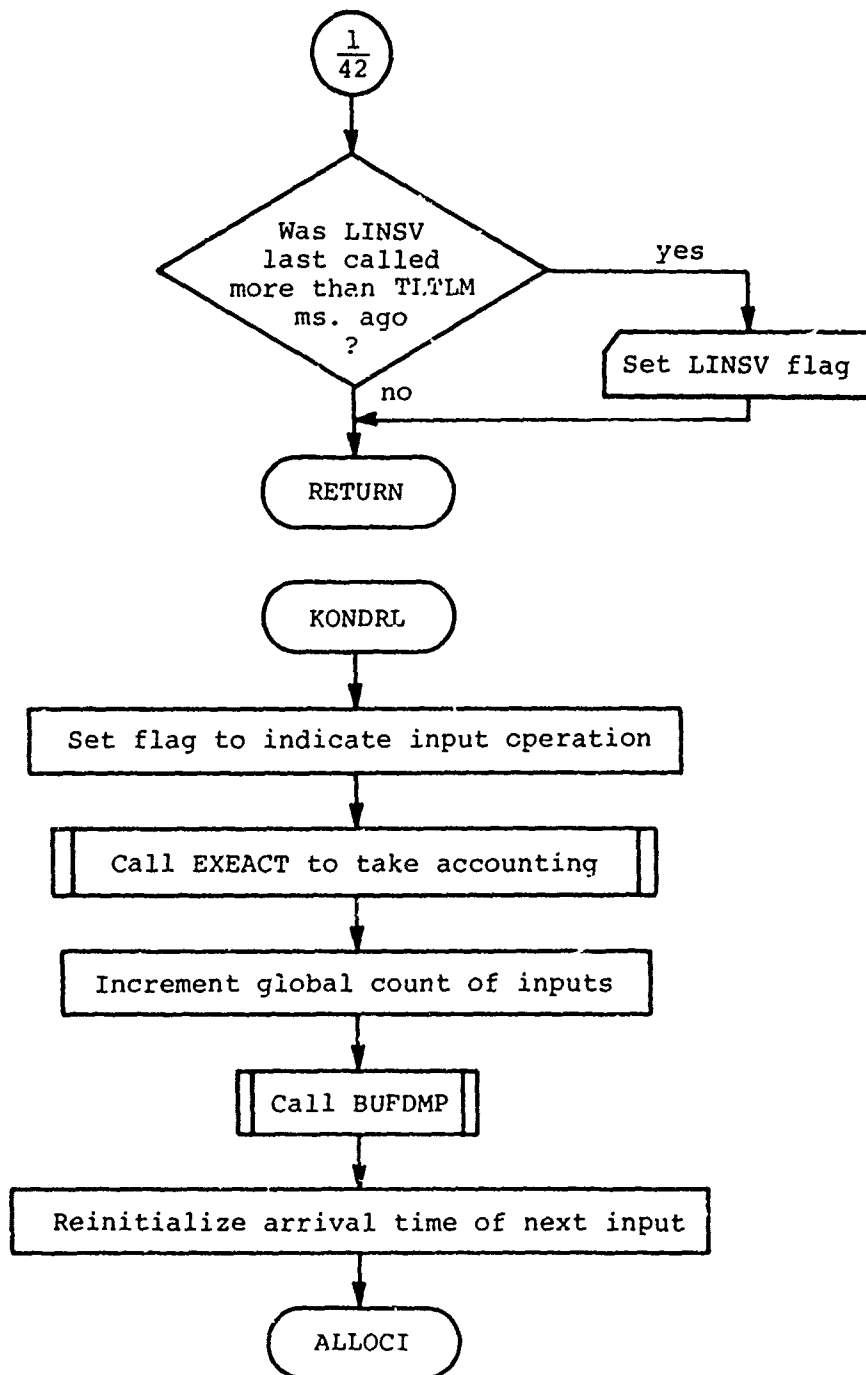 1
42
Was LINSV
last called
more than TLTLM
ms. ago
?
yes
Set LINSV flag
no
RETURN
KONDRL
Set flag to indicate input operation
Call EXEACT to take accounting
Increment global count of inputs
Call BUFDMP
Reinitialize arrival time of next input
ALLOCI